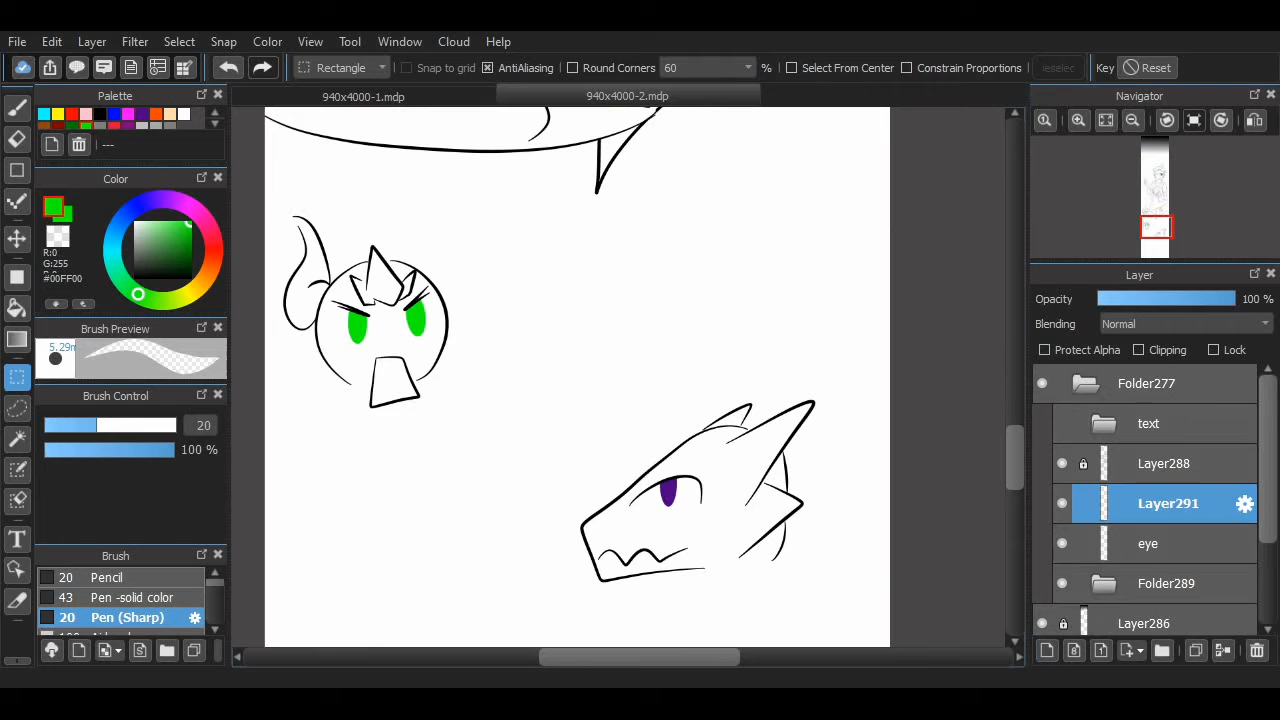 File Edit Layer Filter Select Snap Color View Tool Window Cloud Help
Rectangle Snap to grid AntiAliasing Round Corners 60 % Select From Center Constrain Proportions Key Reset
Palette
940x4000-1.mdp 940x4000-2.mdp
Navigator
---
Color
R:0
G:255
#00FF00
Brush Preview
Brush Control
20
100 %
Brush
20 Pencil
43 Pen -solid color
20 Pen (Sharp)
Layer
Opacity 100 %
Blending Normal
Protect Alpha Clipping Lock
Folder277
text
Layer288
Layer291
eye
Folder289
Layer286